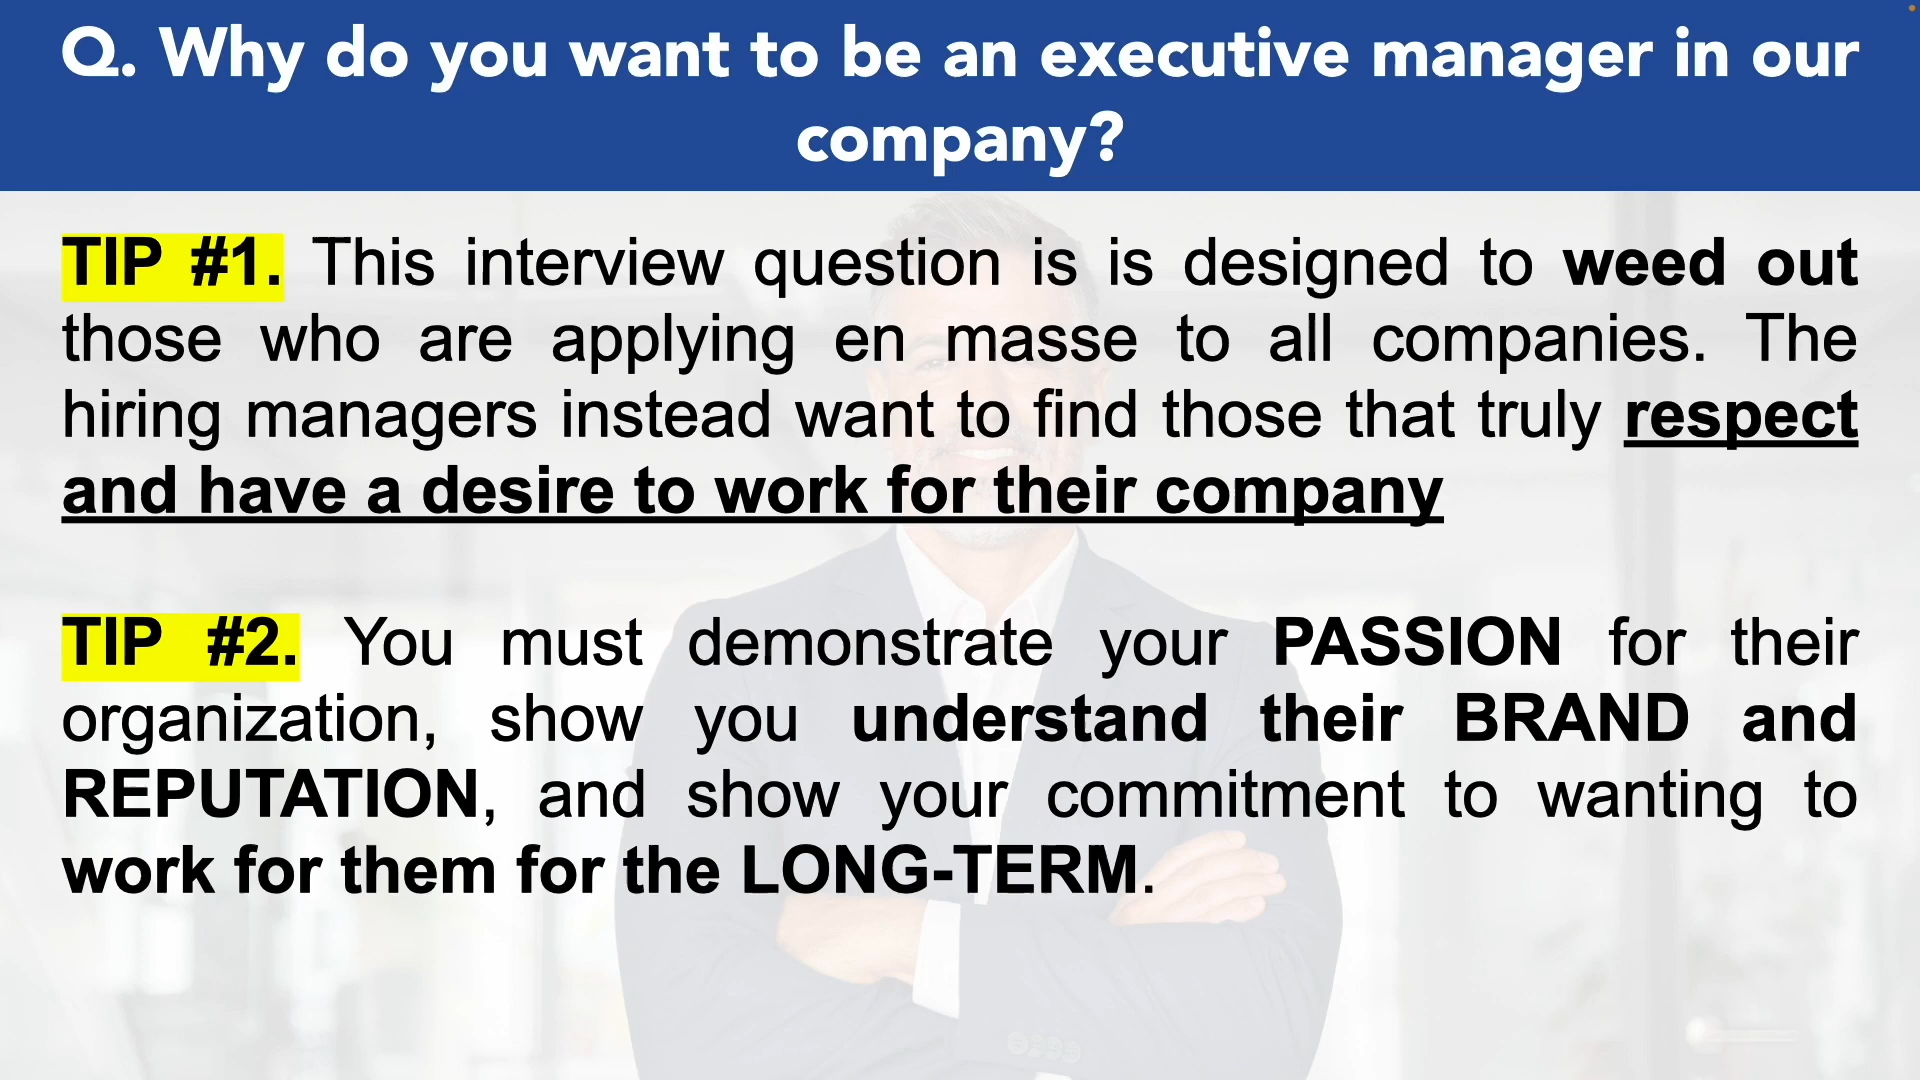 Q. Why do you want to be an executive manager in our
company?
TIP #1. This interview question is is designed to weed out
those who are applying en masse to all companies. The
hiring managers instead want to find those that truly respect
and have a desire to work for their company
TIP #2. You must demonstrate your PASSION for their
organization, show you understand their BRAND and
REPUTATION, and show your commitment to wanting to
work for them for the LONG-TERM.